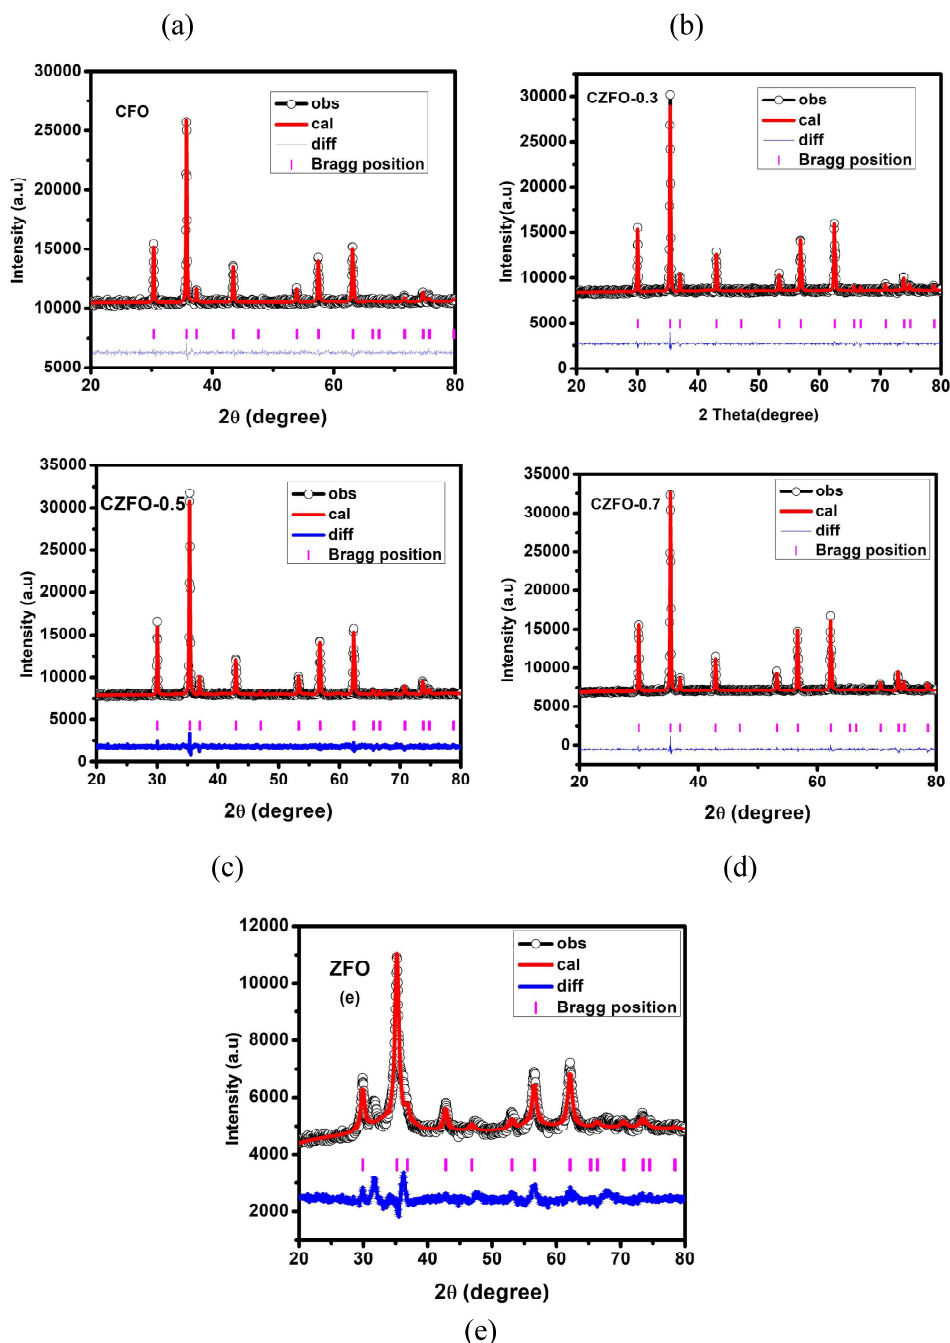 (a)
(b)
30000
25000
20000
15000
10000
5000
Intensity (a.u)
CFO
obs
cal
diff
Bragg position
20 40 60 80
2θ (degree)
30000
25000
20000
15000
10000
5000
0
Intensity(a.u)
CZFO-0.3
obs
cal
diff
Bragg position
20 30 40 50 60 70 80
2 Theta(degree)
35000
30000
25000
20000
15000
10000
5000
0
Intensity (a.u)
CZFO-0.5
obs
cal
diff
Bragg position
20 30 40 50 60 70 80
2θ (degree)
35000
30000
25000
20000
15000
10000
5000
0
Intensity (a.u)
CZFO-0.7
obs
cal
diff
Bragg position
20 30 40 50 60 70 80
2θ (degree)
(c)
(d)
12000
10000
8000
6000
4000
2000
Intensity (a.u)
ZFO
(e)
obs
cal
diff
Bragg position
20 30 40 50 60 70 80
2θ (degree)
(e)